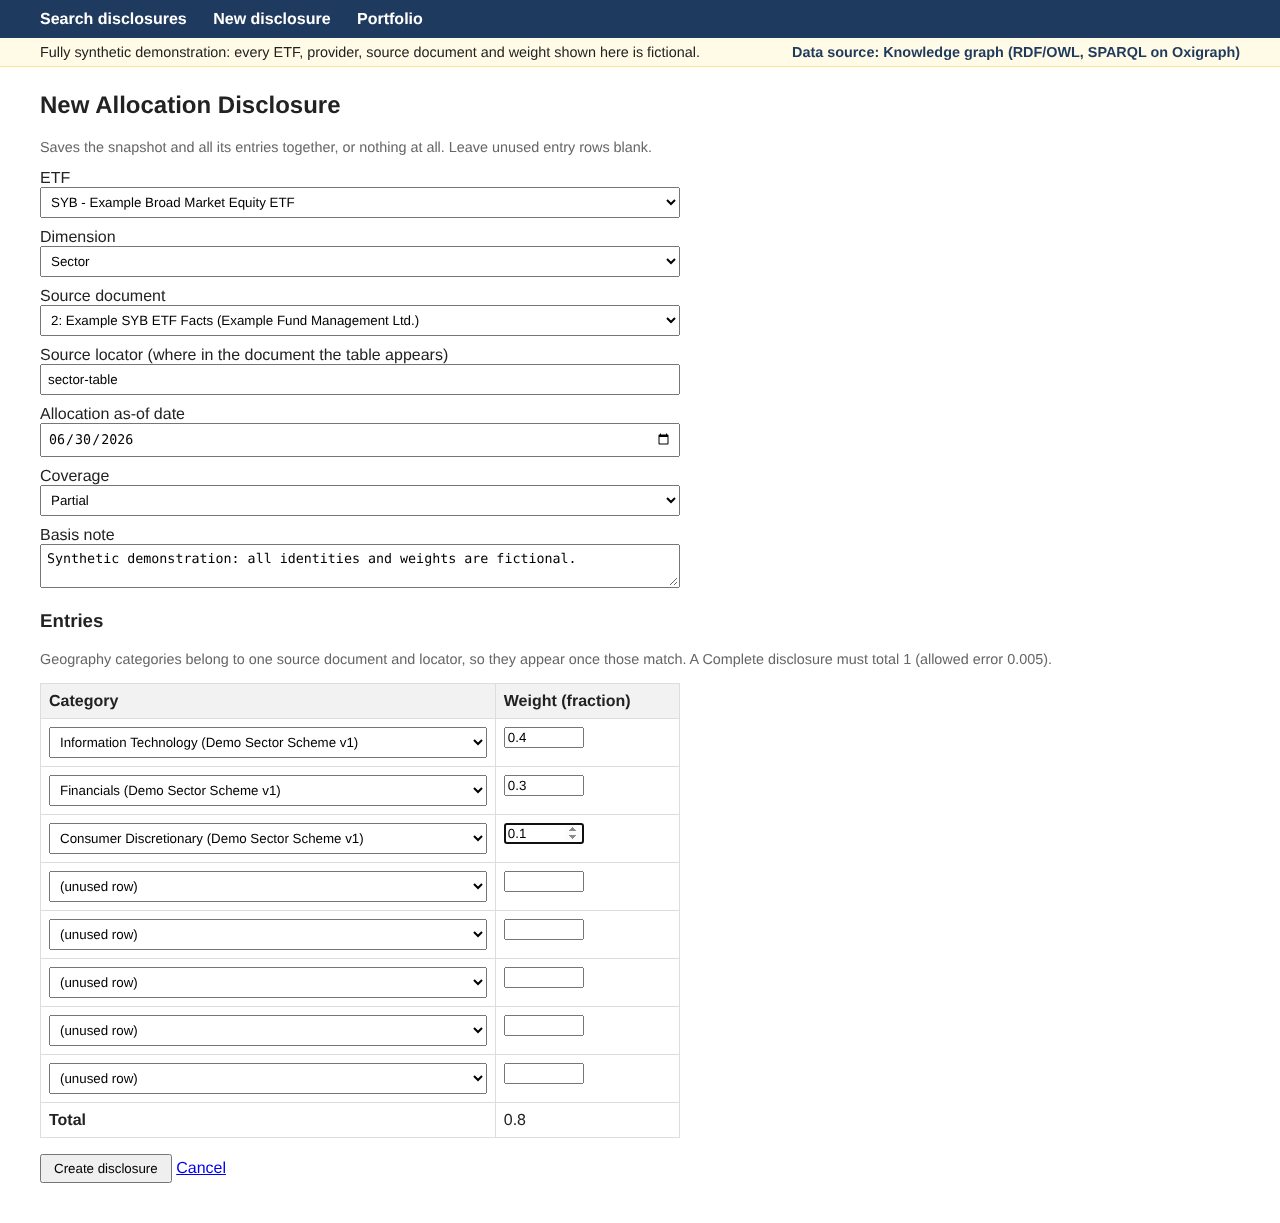 Search disclosures New disclosure Portfolio
Fully synthetic demonstration: every ETF, provider, source document and weight shown here is fictional. Data source: Knowledge graph (RDF/OWL, SPARQL on Oxigraph)
New Allocation Disclosure
Saves the snapshot and all its entries together, or nothing at all. Leave unused entry rows blank.
ETF
SYB - Example Broad Market Equity ETF
Dimension
Sector
Source document
2: Example SYB ETF Facts (Example Fund Management Ltd.)
Source locator (where in the document the table appears)
sector-table
Allocation as-of date
06/30/2026
Coverage
Partial
Basis note
Synthetic demonstration: all identities and weights are fictional.
Entries
Geography categories belong to one source document and locator, so they appear once those match. A Complete disclosure must total 1 (allowed error 0.005).
Category Weight (fraction)
Information Technology (Demo Sector Scheme v1) 0.4
Financials (Demo Sector Scheme v1) 0.3
Consumer Discretionary (Demo Sector Scheme v1) 0.1
(unused row)
(unused row)
(unused row)
(unused row)
(unused row)
Total 0.8
Create disclosure Cancel